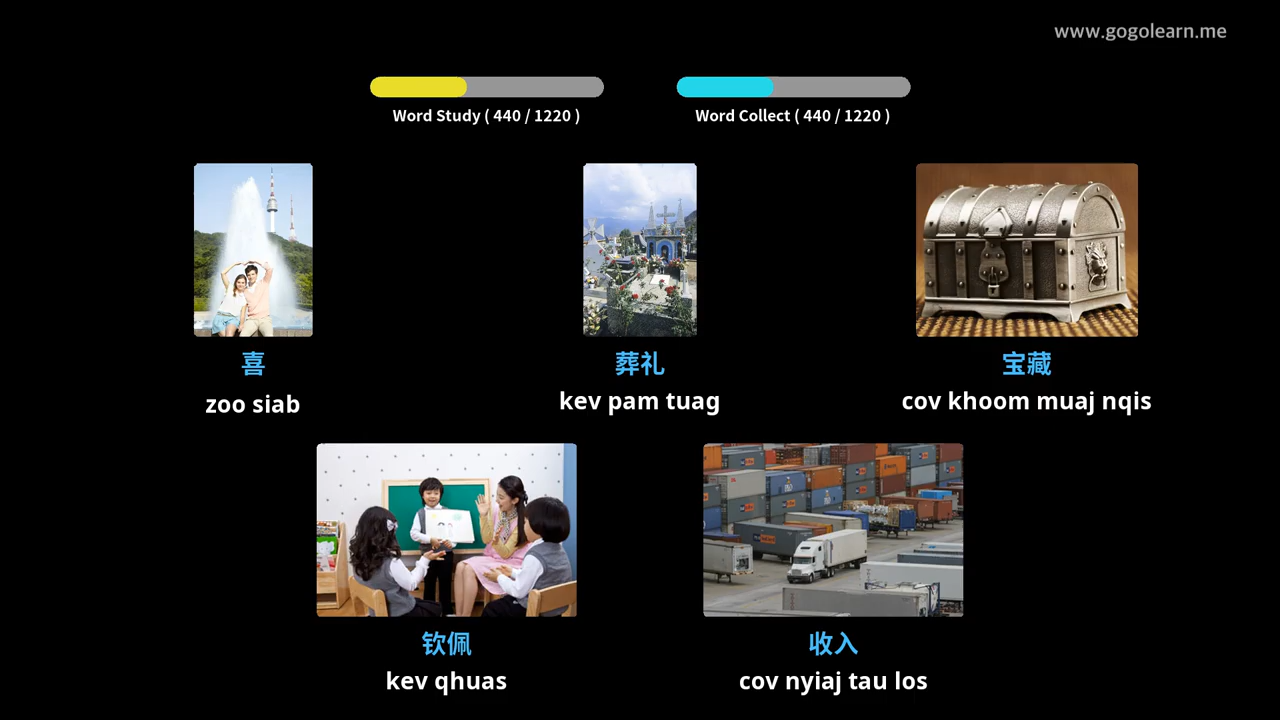 www.gogolearn.me
Word Study ( 440 / 1220 )
Word Collect ( 440 / 1220 )
喜
zoo siab
葬礼
kev pam tuag
宝藏
cov khoom muaj nqis
钦佩
kev qhuas
收入
cov nyiaj tau los